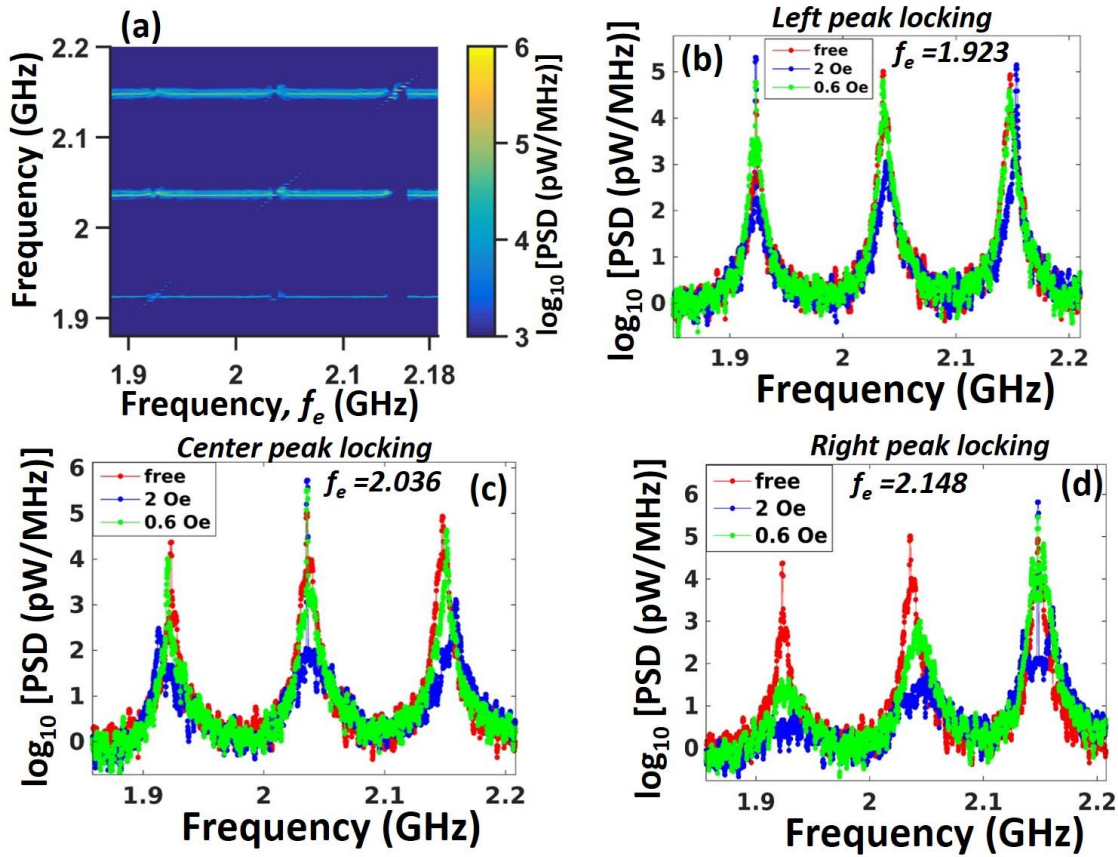 (a)
2.2
2.1
2
1.9
Frequency (GHz)
1.9 2 2.1 2.18
Frequency, fₑ (GHz)
6
5
4
3
log₁₀[PSD (pW/MHz)]
Left peak locking
(b)
free
2 Oe
0.6 Oe
fₑ =1.923
5
4
3
2
1
0
log₁₀ [PSD (pW/MHz)]
1.9 2 2.1 2.2
Frequency (GHz)
Center peak locking
free
2 Oe
0.6 Oe
fₑ =2.036
(c)
6
5
4
3
2
1
0
log₁₀ [PSD (pW/MHz)]
1.9 2 2.1 2.2
Frequency (GHz)
Right peak locking
free
2 Oe
0.6 Oe
fₑ =2.148
(d)
6
5
4
3
2
1
0
log₁₀ [PSD (pW/MHz)]
1.9 2 2.1 2.2
Frequency (GHz)